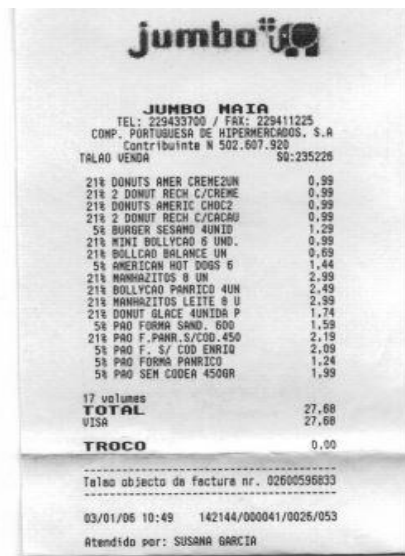 jumbo
JUMBO MAIA
TEL: 229433700 / FAX: 229411225
COMP. PORTUGUESA DE HIPERMERCADOS, S.A
Contribuinte N 502.607.920
TALAO VENDA SQ:235226
21% DONUTS AMER CREME2UN 0,99
21% 2 DONUT RECH C/CREME 0,99
21% DONUTS AMERIC CHOC2 0,99
21% 2 DONUT RECH C/CACAU 0,99
5% BURGER SESAMO 4UNID 1,29
21% MINI BOLLYCAO 6 UND. 0,99
21% BOLLCAO BALANCE UN 0,69
5% AMERICAN HOT DOGS 6 1,44
21% MANHAZITOS 8 UN 2,99
21% BOLLYCAO PANRICO 4UN 2,49
21% MANHAZITOS LEITE 8 U 2,99
21% DONUT GLACE 4UNIDA P 1,74
5% PAO FORMA SAND. 600 1,59
21% PAO F.PANR.S/COD.450 2,19
5% PAO F. S/ COD ENRIQ 2,09
5% PAO FORMA PANRICO 1,24
5% PAO SEM CODEA 450GR 1,99
17 volumes
TOTAL 27,68
VISA 27,68
TROCO 0,00
Talao objecto da factura nr. 02600596833
03/01/06 10:49 142144/000041/0026/053
Atendido por: SUSANA GARCIA